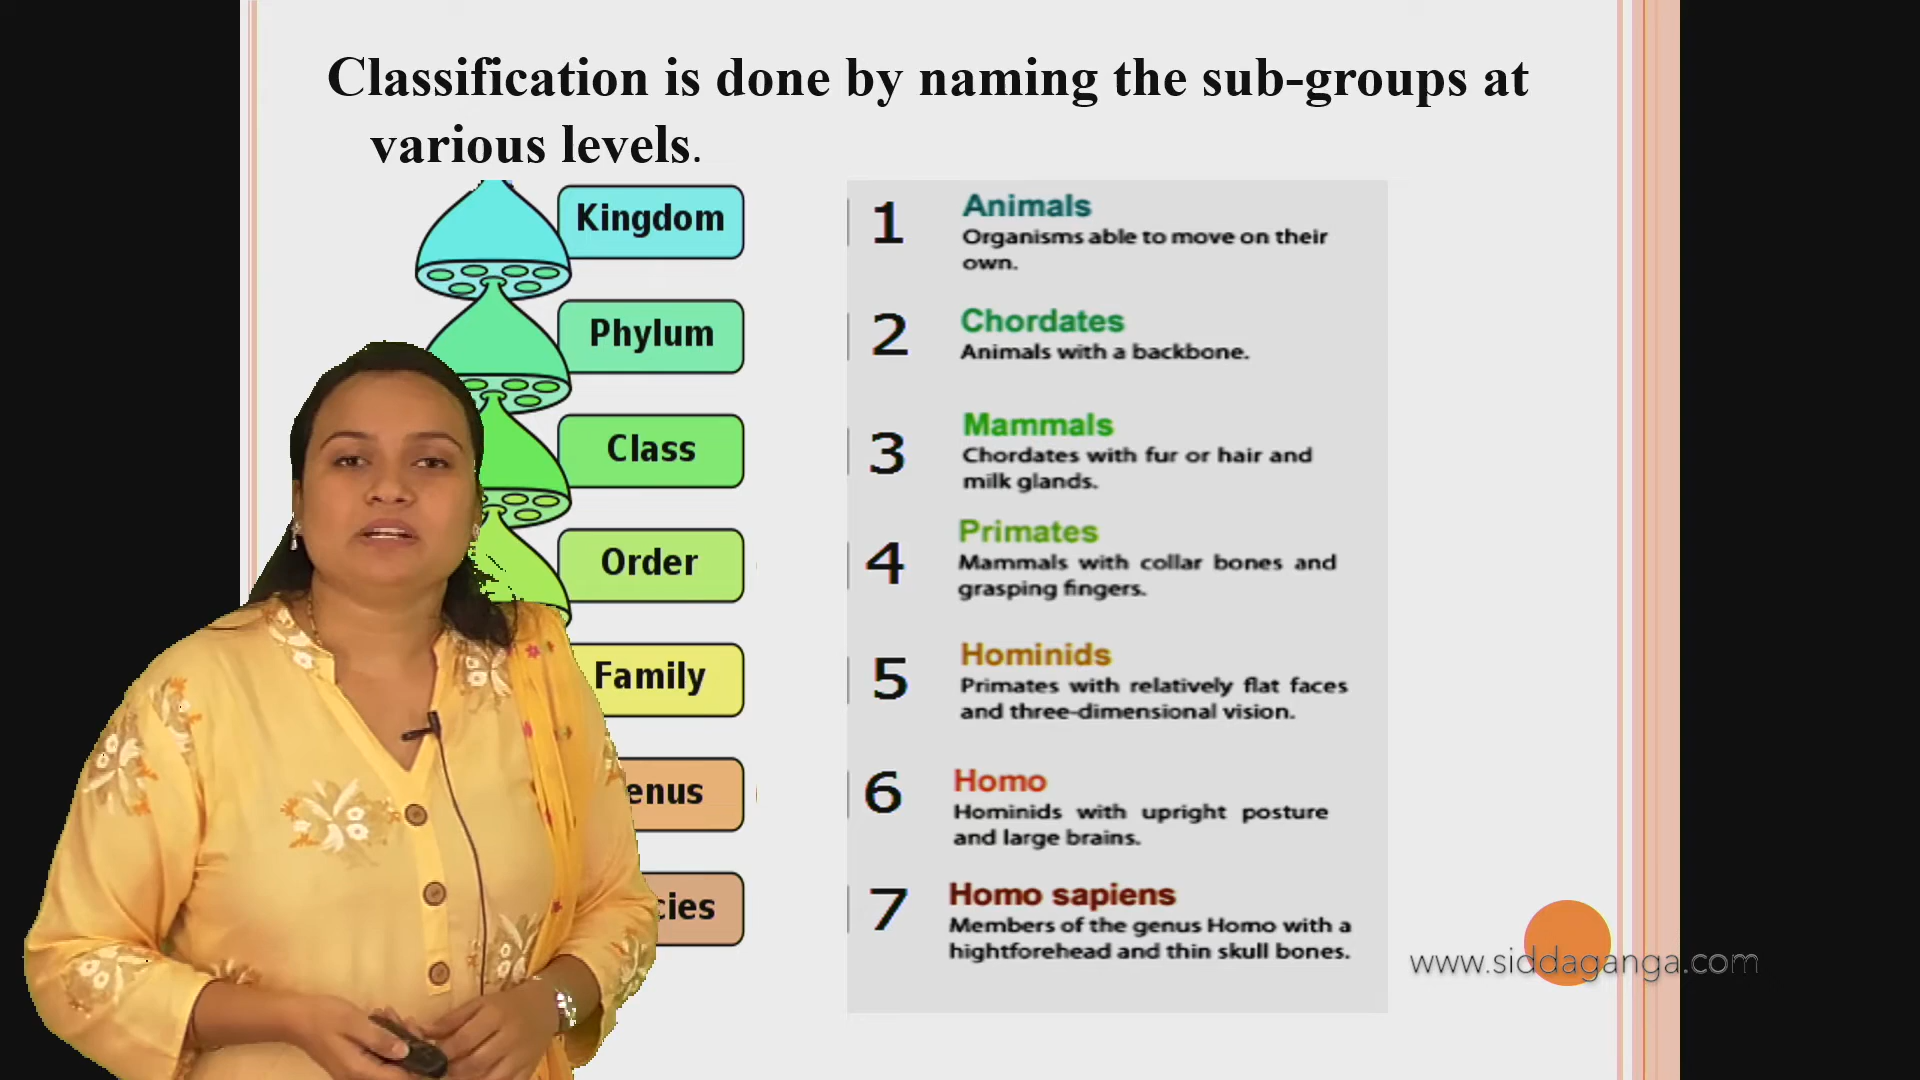 Classification is done by naming the sub-groups at
various levels.
Kingdom
Phylum
Class
Order
Family
enus
cies
1 Animals
Organisms able to move on their
own.
2 Chordates
Animals with a backbone.
3 Mammals
Chordates with fur or hair and
milk glands.
4 Primates
Mammals with collar bones and
grasping fingers.
5 Hominids
Primates with relatively flat faces
and three-dimensional vision.
6 Homo
Hominids with upright posture
and large brains.
7 Homo sapiens
Members of the genus Homo with a
hightforehead and thin skull bones.
www.siddaganga.com